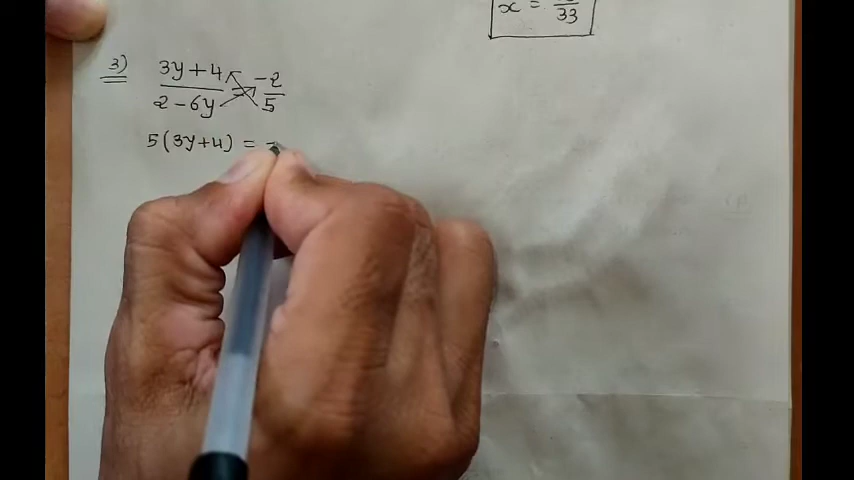 x = /33
3) (3y+4)/(2-6y) = -2/5
5(3y+4) = -